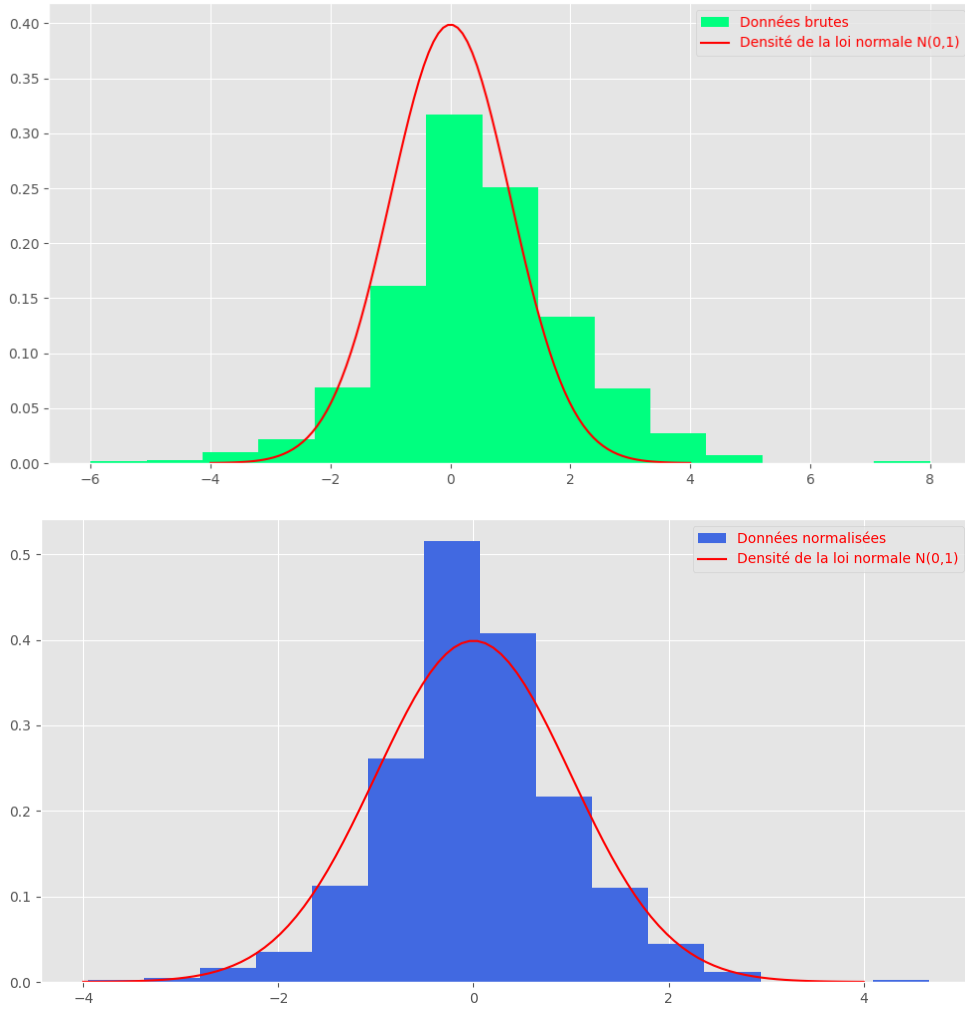 0.40
Données brutes
Densité de la loi normale N(0,1)
0.35
0.30
0.25
0.20
0.15
0.10
0.05
0.00
−6 −4 −2 0 2 4 6 8
Données normalisées
0.5
Densité de la loi normale N(0,1)
0.4
0.3
0.2
0.1
0.0
−4 −2 0 2 4